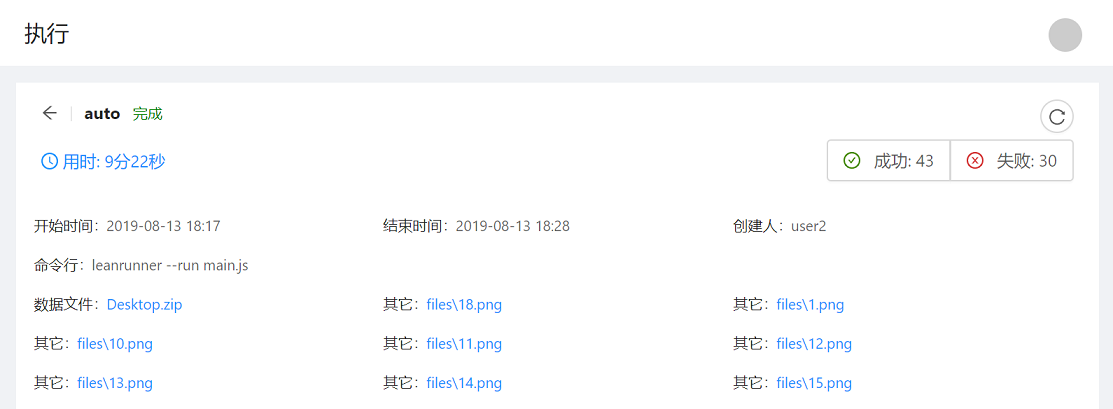 执行
auto 完成
用时: 9分22秒
成功: 43 失败: 30
开始时间: 2019-08-13 18:17 结束时间: 2019-08-13 18:28 创建人: user2
命令行: leanrunner --run main.js
数据文件: Desktop.zip 其它: files\18.png 其它: files\1.png
其它: files\10.png 其它: files\11.png 其它: files\12.png
其它: files\13.png 其它: files\14.png 其它: files\15.png